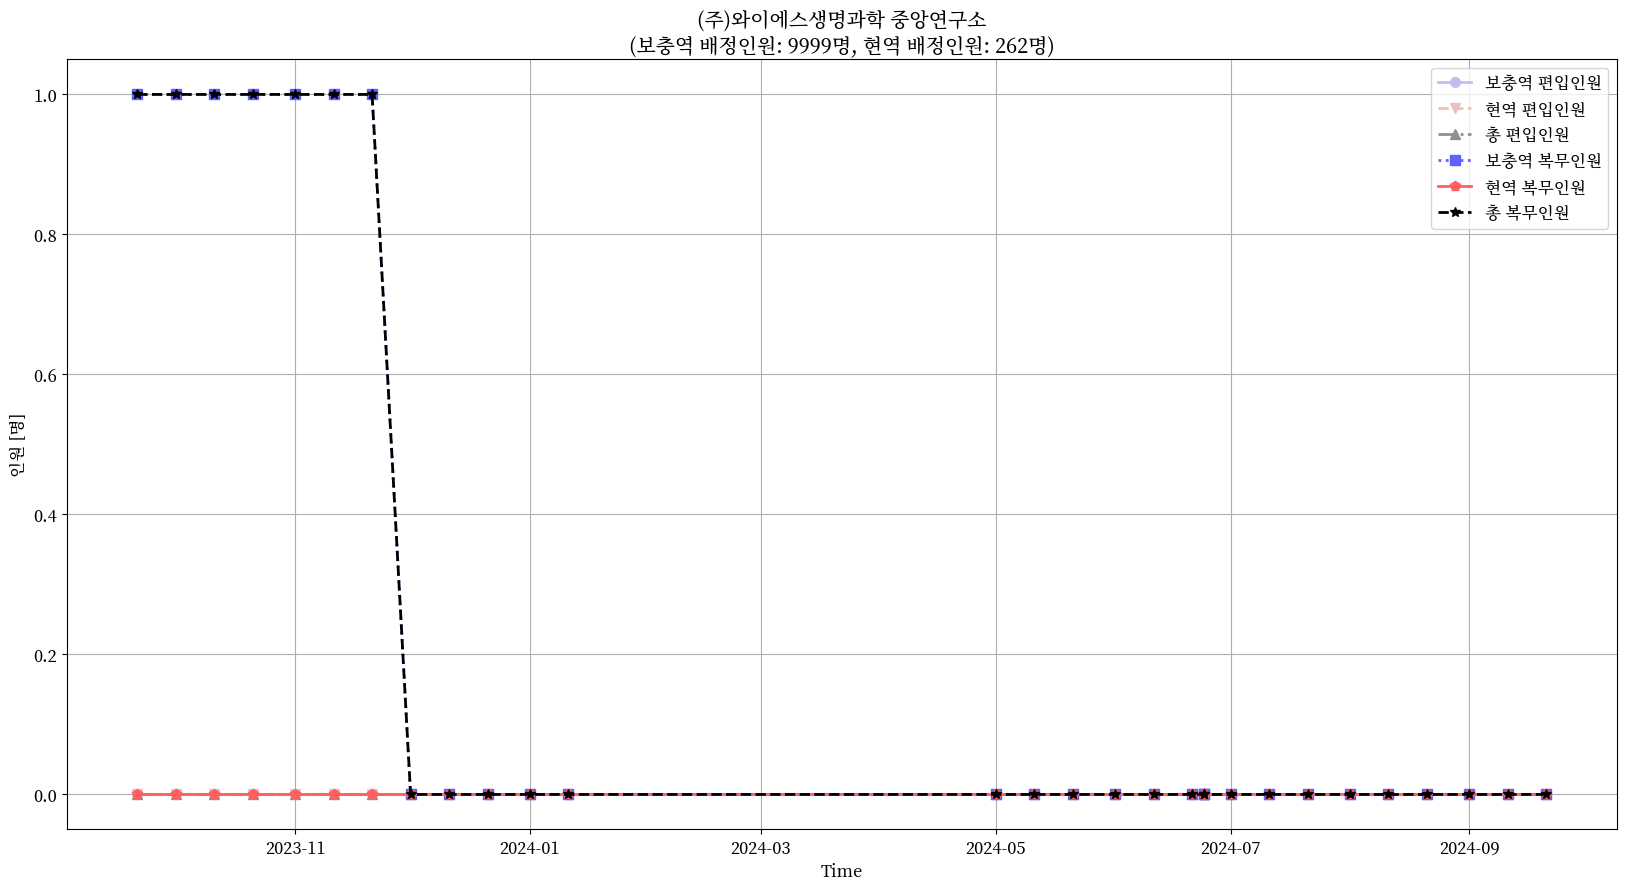 (주)와이에스생명과학 중앙연구소
(보충역 배정인원: 9999명, 현역 배정인원: 262명)
보충역 편입인원
현역 편입인원
총 편입인원
보충역 복무인원
현역 복무인원
총 복무인원
1.0
0.8
0.6
0.4
0.2
0.0
인원 [명]
2023-11
2024-01
2024-03
2024-05
2024-07
2024-09
Time